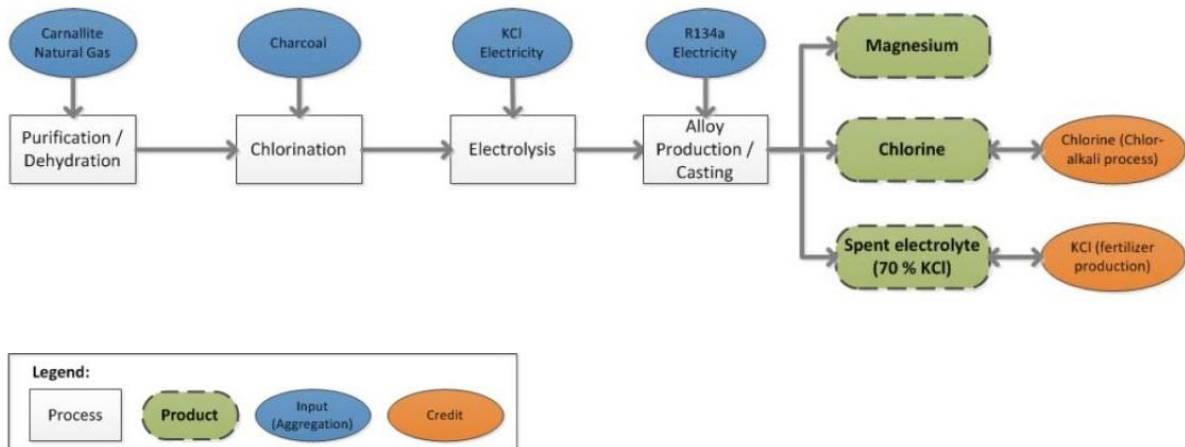 Carnallite
Natural Gas
Charcoal
KCl
Electricity
R134a
Electricity
Magnesium
Purification /
Dehydration
Chlorination
Electrolysis
Alloy
Production /
Casting
Chlorine
Chlorine (Chlor-
alkali process)
Spent electrolyte
(70 % KCl)
KCl (fertilizer
production)
Legend:
Process
Product
Input
(Aggregation)
Credit